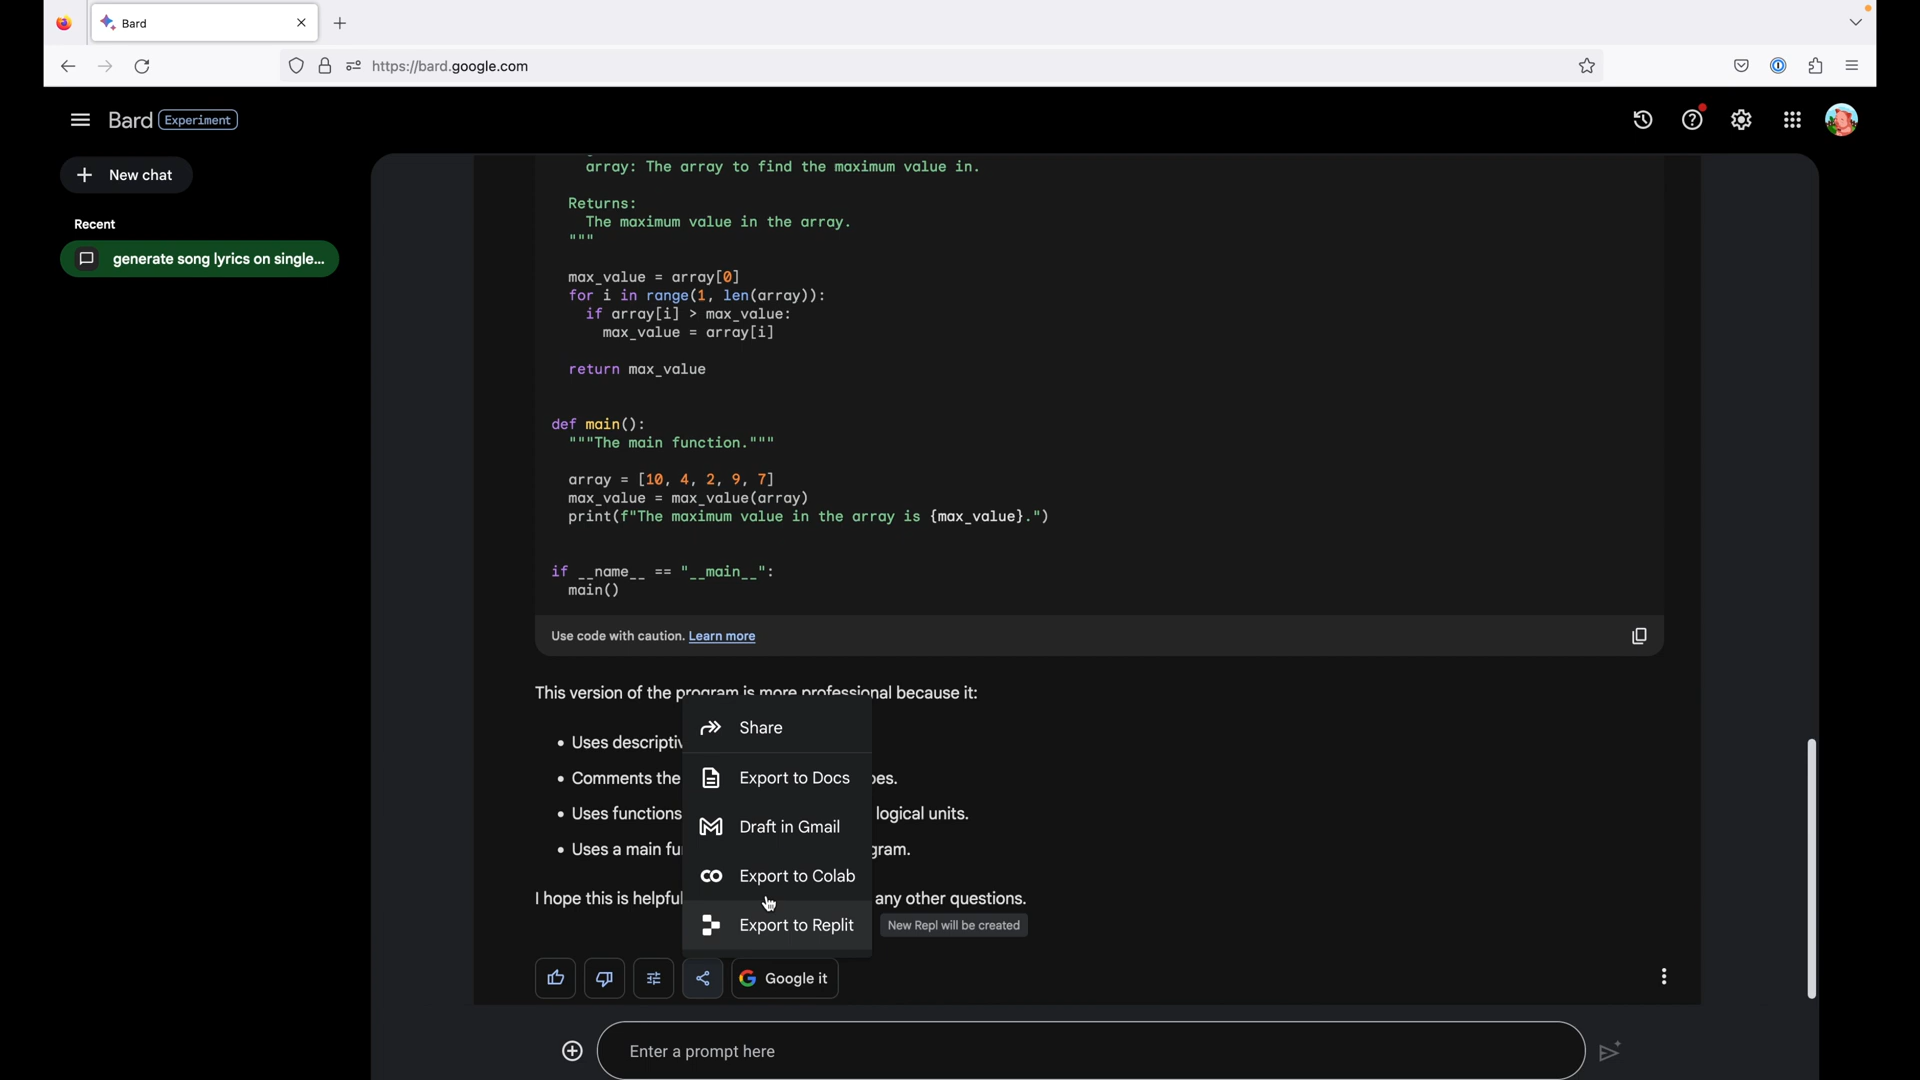 Bard
https://bard.google.com
Bard Experiment
New chat
Recent
generate song lyrics on single...
array: The array to find the maximum value in.
Returns:
The maximum value in the array.
"""
max_value = array[0]
for i in range(1, len(array)):
if array[i] > max_value:
max_value = array[i]
return max_value
def main():
"""The main function."""
array = [10, 4, 2, 9, 7]
max_value = max_value(array)
print(f"The maximum value in the array is {max_value}.")
if __name__ == "__main__":
main()
Use code with caution. Learn more
This version of the program is more professional because it:
Share
• Uses
• Comments the
Export to Docs
• Uses functions
logical units.
Draft in Gmail
• Uses a main
Export to Colab
I hope this is helpful
any other questions.
Export to Replit
New Repl will be created
Google it
Enter a prompt here